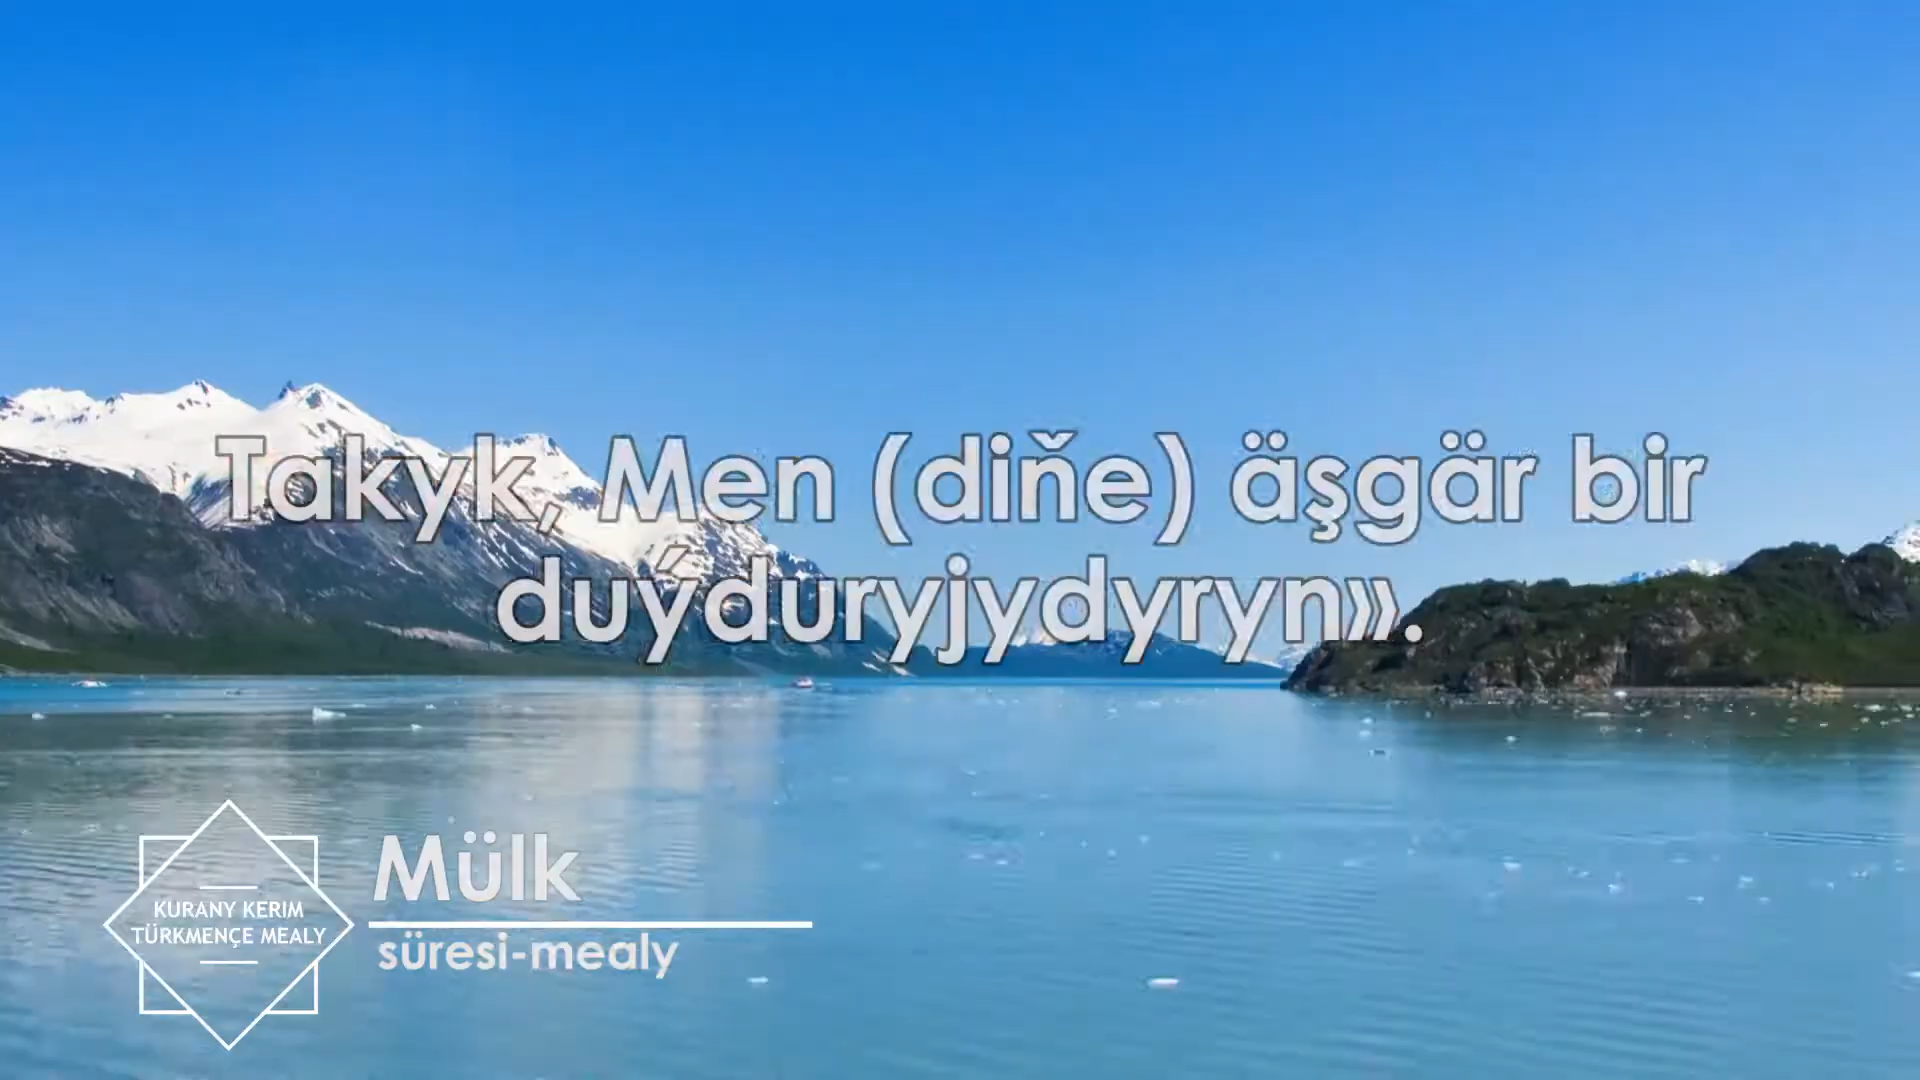 Takyk, Men (diňe) äşgär bir
duýduryjydyryn».
Mülk
süresi-mealy
KURANY KERIM
TÜRKMENÇE MEALY